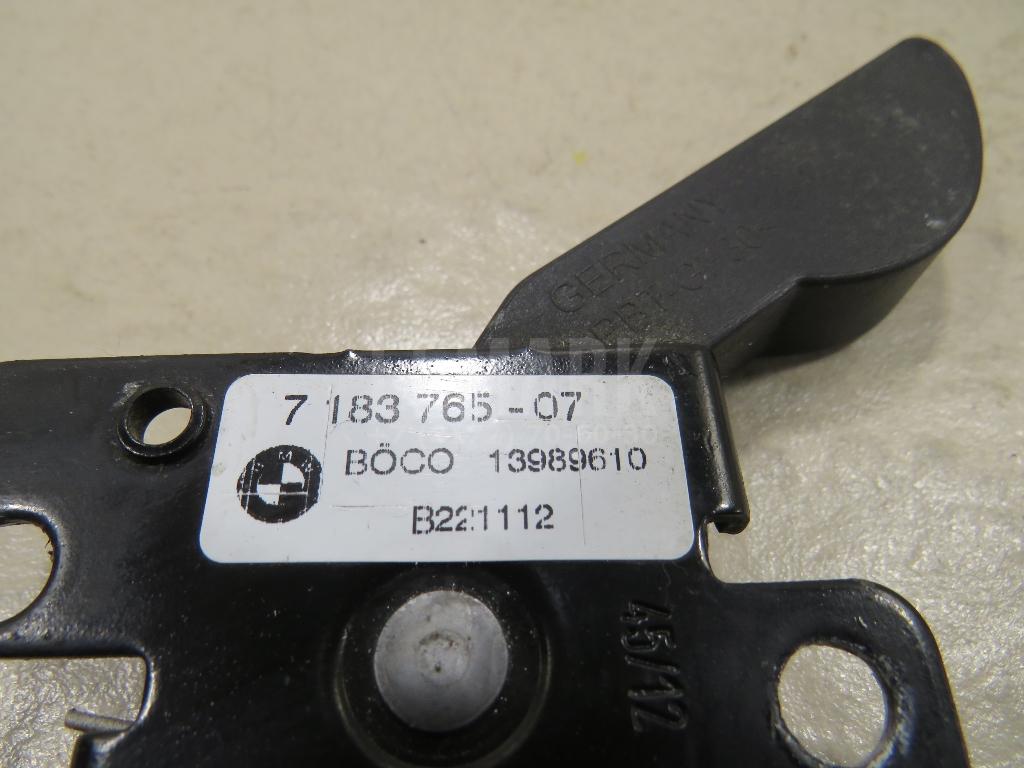 GERMANY
7 183 765 - 07
BÖCO 13989610
B221112
45/12